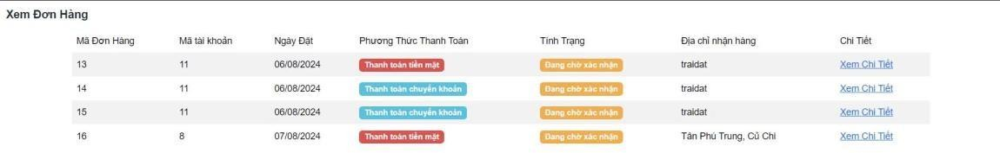 Xem Đơn Hàng
Mã Đơn Hàng Mã tài khoản Ngày Đặt Phương Thức Thanh Toán Tình Trạng Địa chỉ nhận hàng Chi Tiết
13 11 06/08/2024 Thanh toán tiền mặt Đang chờ xác nhận traidat Xem Chi Tiết
14 11 06/08/2024 Thanh toán chuyển khoản Đang chờ xác nhận traidat Xem Chi Tiết
15 11 06/08/2024 Thanh toán chuyển khoản Đang chờ xác nhận traidat Xem Chi Tiết
16 8 07/08/2024 Thanh toán tiền mặt Đang chờ xác nhận Tân Phú Trung, Củ Chi Xem Chi Tiết